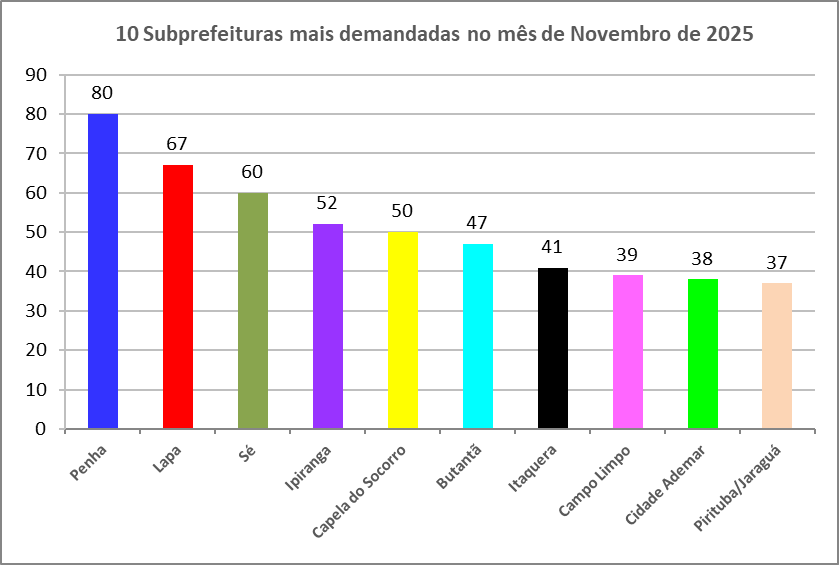 10 Subprefeituras mais demandadas no mês de Novembro de 2025
90
80
70
60
50
40
30
20
10
0
80
67
60
52
50
47
41
39
38
37
Penha
Lapa
Sé
Ipiranga
Capela do Socorro
Butantã
Itaquera
Campo Limpo
Cidade Ademar
Pirituba/Jaraguá